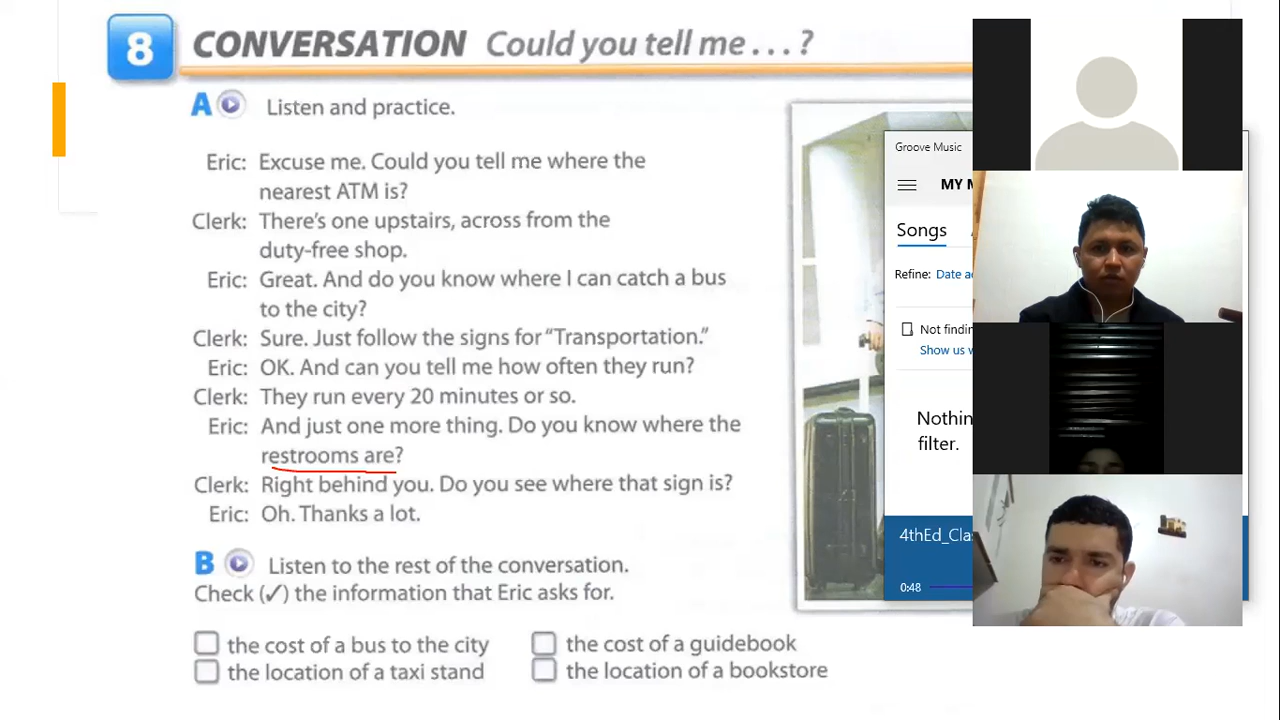 8 CONVERSATION Could you tell me . . . ?
A Listen and practice.
Eric: Excuse me. Could you tell me where the
nearest ATM is?
Clerk: There's one upstairs, across from the
duty-free shop.
Eric: Great. And do you know where I can catch a bus
to the city?
Clerk: Sure. Just follow the signs for “Transportation.”
Eric: OK. And can you tell me how often they run?
Clerk: They run every 20 minutes or so.
Eric: And just one more thing. Do you know where the
restrooms are?
Clerk: Right behind you. Do you see where that sign is?
Eric: Oh. Thanks a lot.
B Listen to the rest of the conversation.
Check (✓) the information that Eric asks for.
the cost of a bus to the city
the cost of a guidebook
the location of a taxi stand
the location of a bookstore
Groove Music
MY
Songs
Refine: Date
Not
Show us
filter.
0:48